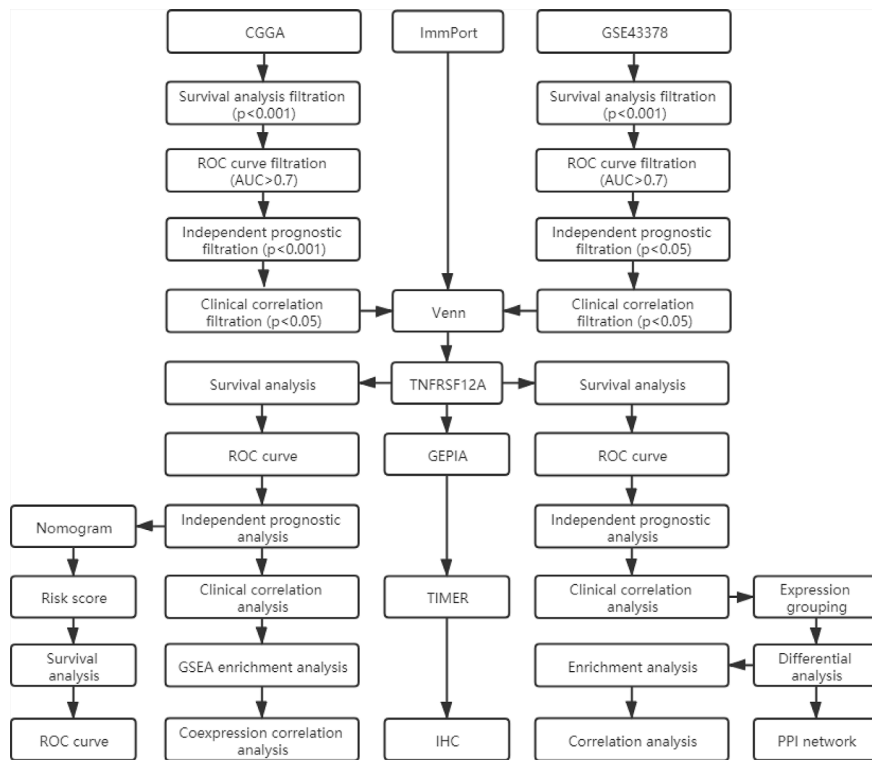 CGGA
ImmPort
GSE43378
Survival analysis filtration
(p<0.001)
Survival analysis filtration
(p<0.001)
ROC curve filtration
(AUC>0.7)
ROC curve filtration
(AUC>0.7)
Independent prognostic
filtration (p<0.001)
Independent prognostic
filtration (p<0.05)
Clinical correlation
filtration (p<0.05)
Venn
Clinical correlation
filtration (p<0.05)
Survival analysis
TNFRSF12A
Survival analysis
ROC curve
GEPIA
ROC curve
Nomogram
Independent prognostic
analysis
Independent prognostic
analysis
Risk score
Clinical correlation
analysis
TIMER
Clinical correlation
analysis
Expression
grouping
Survival
analysis
GSEA enrichment analysis
Enrichment analysis
Differential
analysis
ROC curve
Coexpression correlation
analysis
IHC
Correlation analysis
PPI network